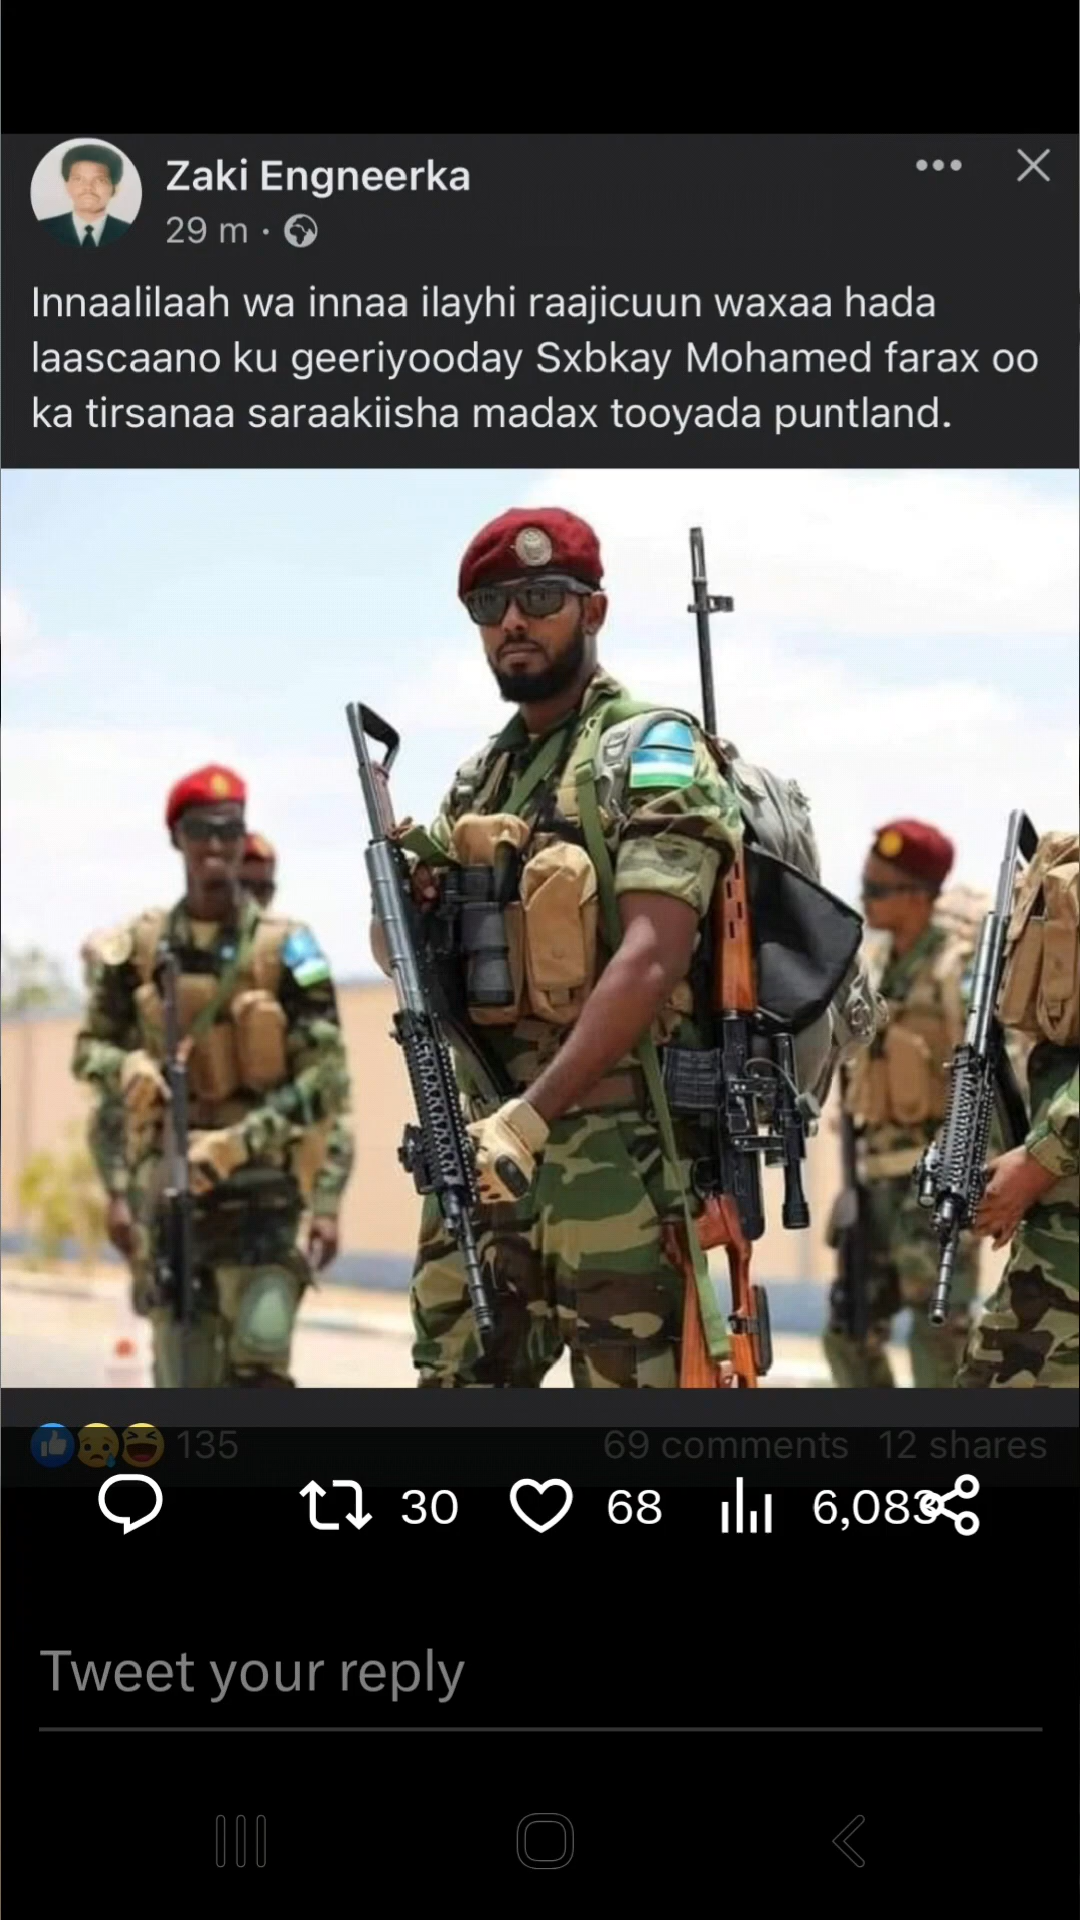 Zaki Engneerka
29 m ·
Innaalilaah wa innaa ilayhi raajicuun waxaa hada
laascaano ku geeriyooday Sxbkay Mohamed farax oo
ka tirsanaa saraakiisha madax tooyada puntland.
135 69 comments 12 shares
30 68 6,083
Tweet your reply